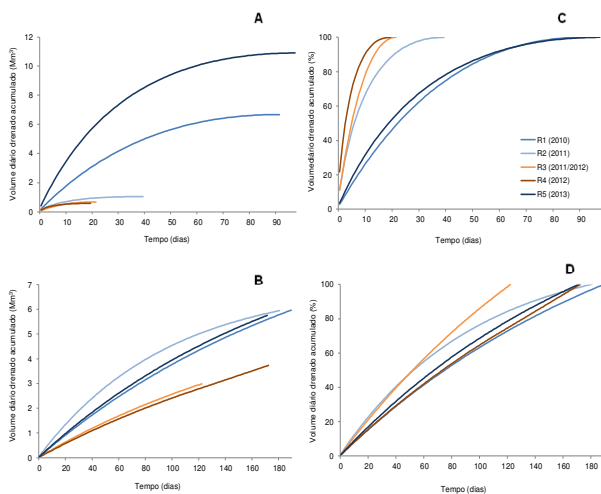 A
Volume diário drenado acumulado (Mm³)
12
10
8
6
4
2
0
0 10 20 30 40 50 60 70 80 90
Tempo (dias)
C
Volumediário drenado acumulado (%)
100
80
60
40
20
0
0 10 20 30 40 50 60 70 80 90
Tempo (dias)
R1 (2010)
R2 (2011)
R3 (2011/2012)
R4 (2012)
R5 (2013)
B
Volume diário drenado acumulado (Mm³)
7
6
5
4
3
2
1
0
0 20 40 60 80 100 120 140 160 180
Tempo (dias)
D
Volume diário drenado acumulado (%)
100
80
60
40
20
0
0 20 40 60 80 100 120 140 160 180
Tempo (dias)